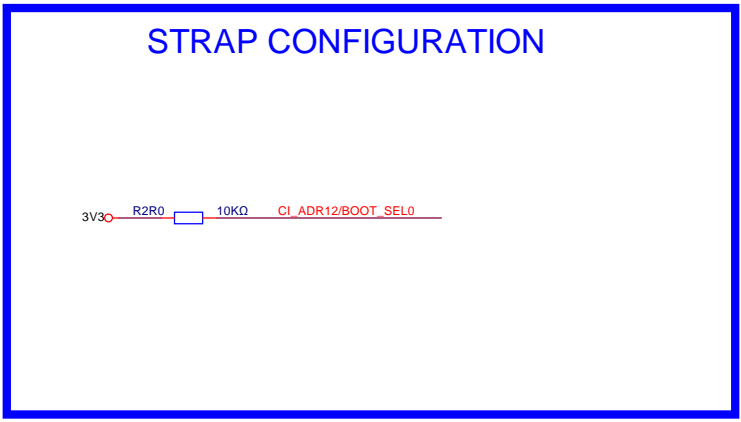 STRAP CONFIGURATION
3V3 R2R0 10KΩ CI_ADR12/BOOT_SEL0